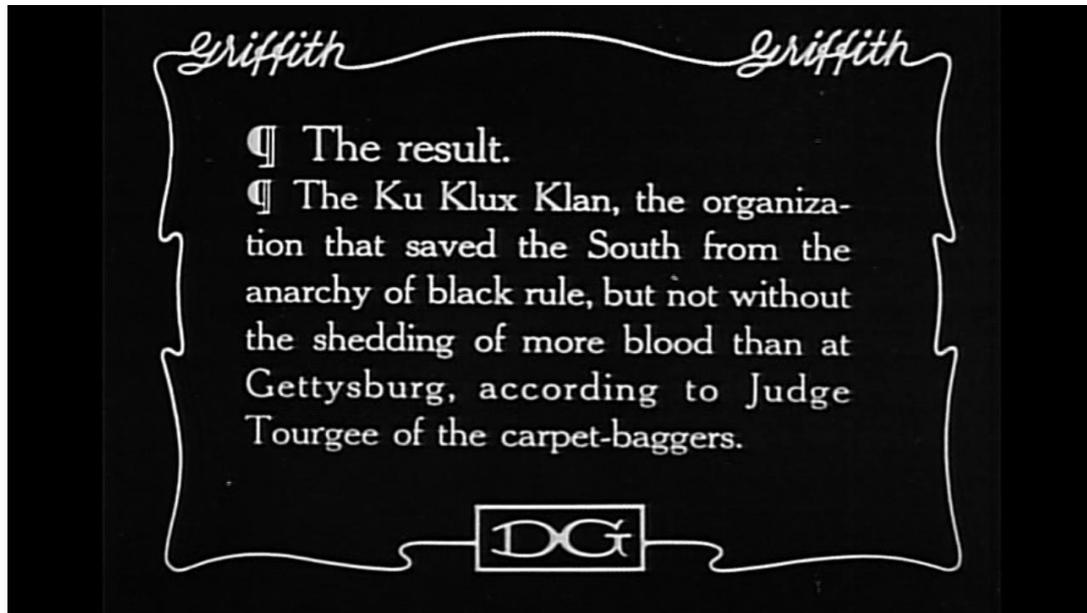 Griffith Griffith
¶ The result.
¶ The Ku Klux Klan, the organiza-
tion that saved the South from the
anarchy of black rule, but not without
the shedding of more blood than at
Gettysburg, according to Judge
Tourgee of the carpet-baggers.
DG